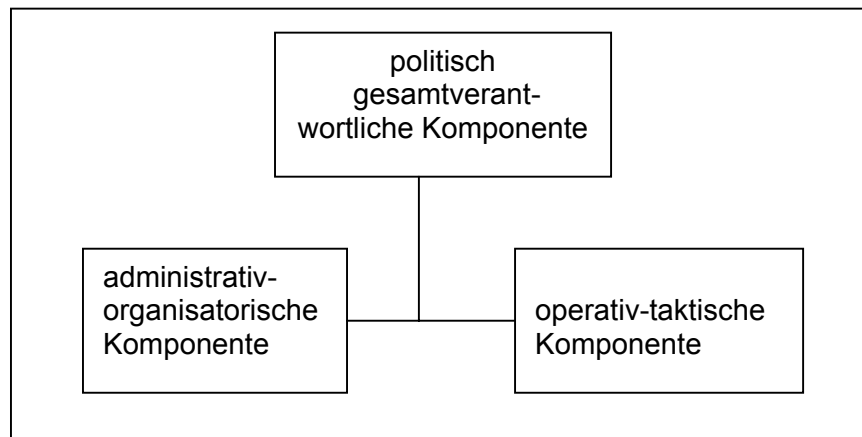 politisch
gesamtverant-
wortliche Komponente
administrativ-
organisatorische
Komponente
operativ-taktische
Komponente